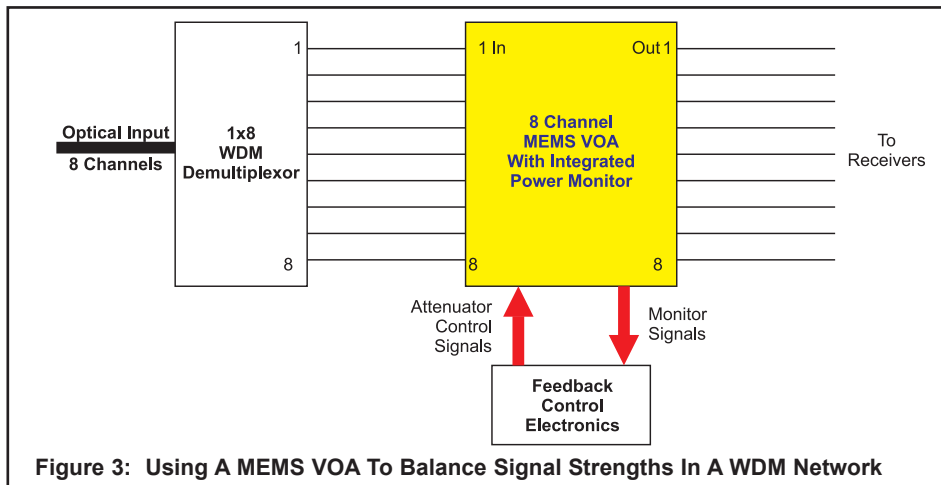 1
1 In
Out 1
Optical Input
8 Channels
1x8
WDM
Demultiplexor
8 Channel
MEMS VOA
With Integrated
Power Monitor
To
Receivers
8
8
8
Attenuator
Control
Signals
Monitor
Signals
Feedback
Control
Electronics
Figure 3: Using A MEMS VOA To Balance Signal Strengths In A WDM Network